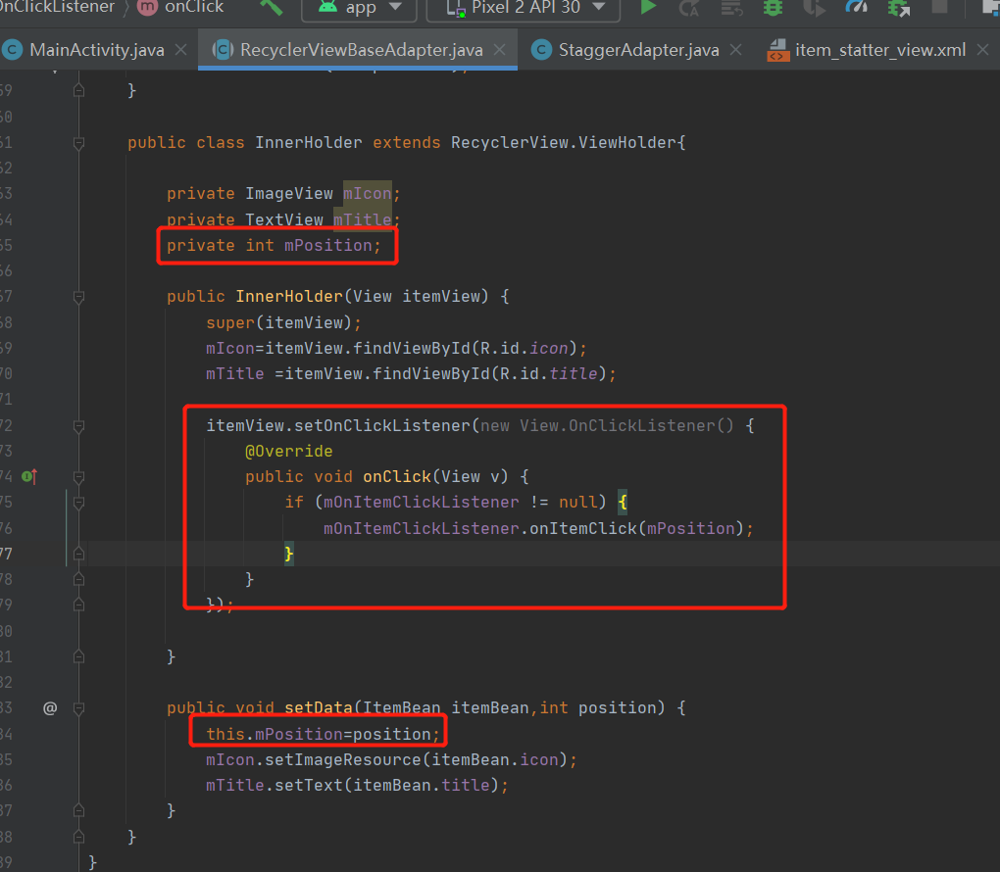 OnClickListener onClick app Pixel 2 API 30
MainActivity.java RecyclerViewBaseAdapter.java StaggerAdapter.java item_statter_view.xml
59 }
60
61 public class InnerHolder extends RecyclerView.ViewHolder{
62
63 private ImageView mIcon;
64 private TextView mTitle;
65 private int mPosition;
66
67 public InnerHolder(View itemView) {
68 super(itemView);
69 mIcon=itemView.findViewById(R.id.icon);
70 mTitle =itemView.findViewById(R.id.title);
71
72 itemView.setOnClickListener(new View.OnClickListener() {
73 @Override
74 public void onClick(View v) {
75 if (mOnItemClickListener != null) {
76 mOnItemClickListener.onItemClick(mPosition);
77 }
78 }
79 });
80
81 }
82
83 @ public void setData(ItemBean itemBean,int position) {
84 this.mPosition=position;
85 mIcon.setImageResource(itemBean.icon);
86 mTitle.setText(itemBean.title);
87 }
88 }
89 }